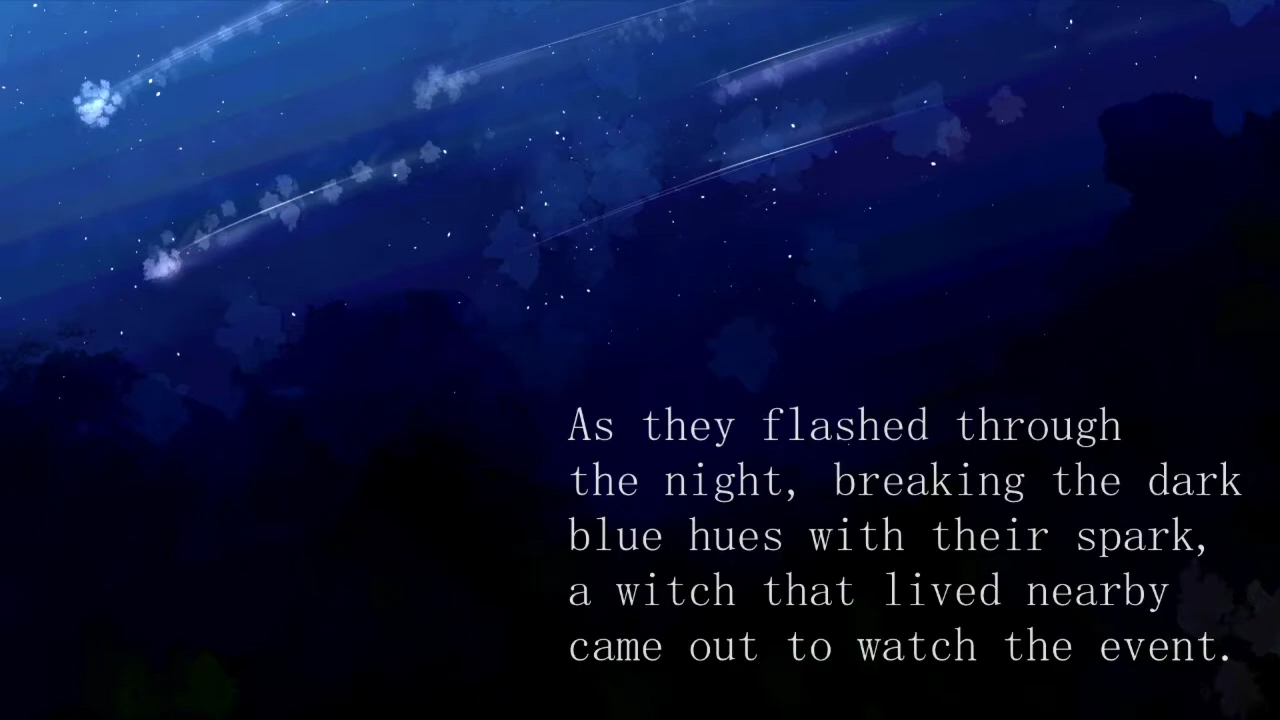 As they flashed through
the night, breaking the dark
blue hues with their spark,
a witch that lived nearby
came out to watch the event.